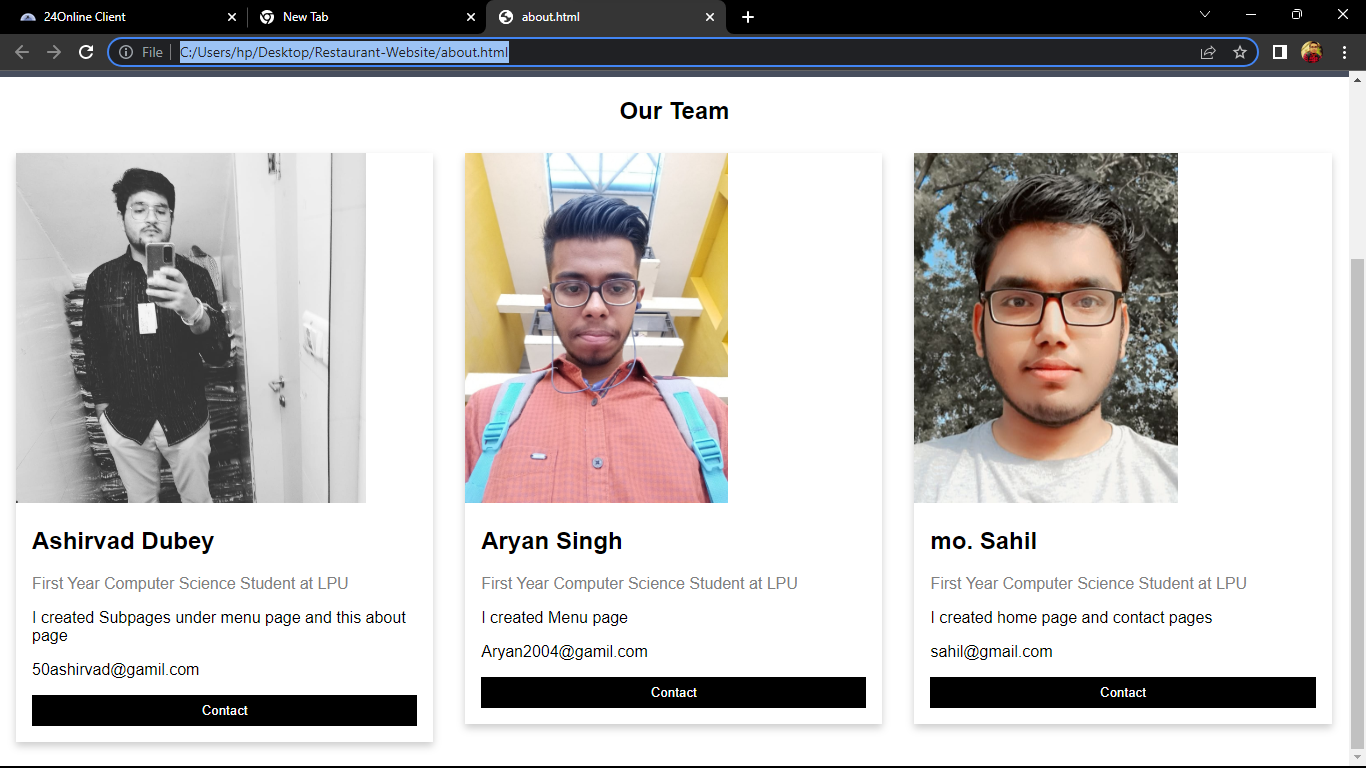 24Online Client
New Tab
about.html
File
C:/Users/hp/Desktop/Restaurant-Website/about.html
Our Team
Ashirvad Dubey
First Year Computer Science Student at LPU
I created Subpages under menu page and this about
page
50ashirvad@gamil.com
Contact
Aryan Singh
First Year Computer Science Student at LPU
I created Menu page
Aryan2004@gamil.com
Contact
mo. Sahil
First Year Computer Science Student at LPU
I created home page and contact pages
sahil@gmail.com
Contact